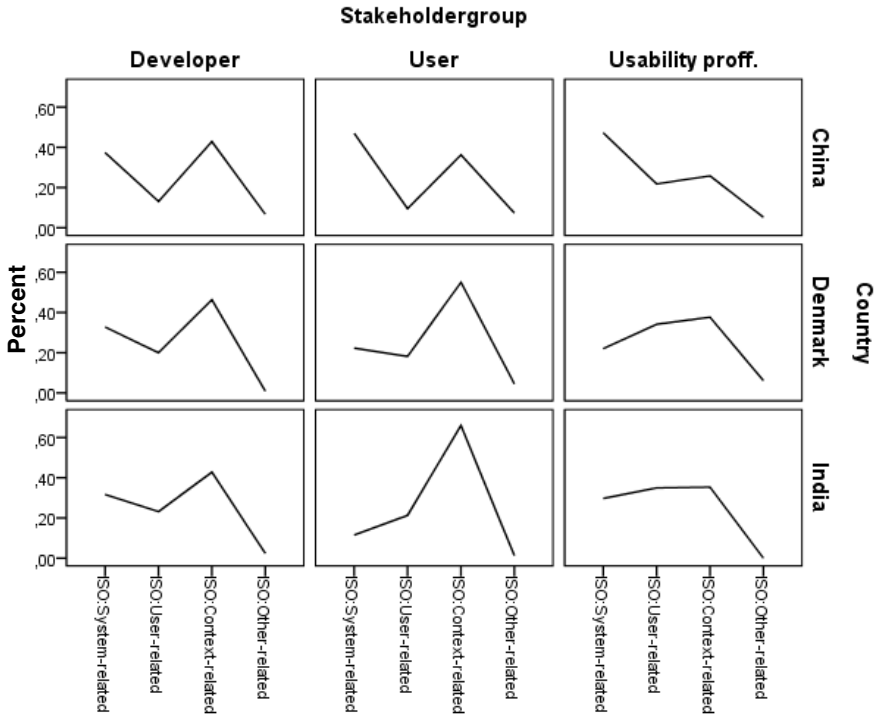 Stakeholdergroup
Developer
User
Usability proff.
,60
,40
,20
,00
China
,60
,40
,20
,00
Denmark
,60
,40
,20
,00
India
Percent
Country
ISO:System-related
ISO:User-related
ISO:Context-related
ISO:Other-related
ISO:System-related
ISO:User-related
ISO:Context-related
ISO:Other-related
ISO:System-related
ISO:User-related
ISO:Context-related
ISO:Other-related